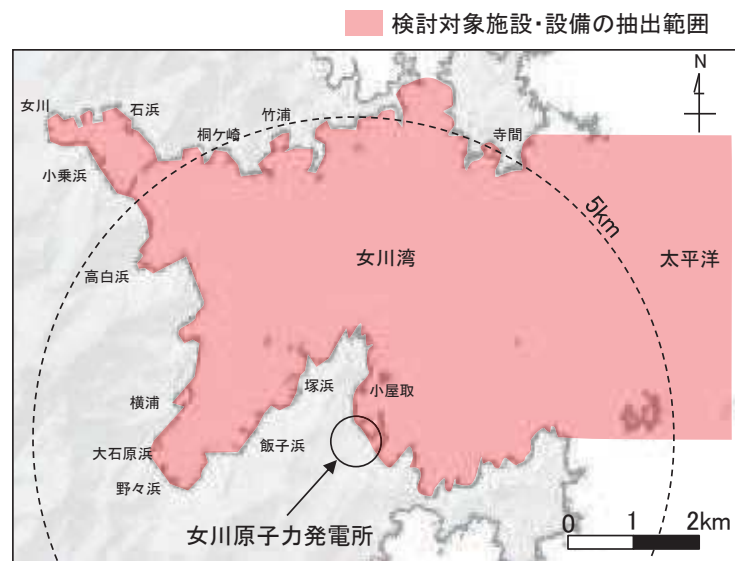 検討対象施設・設備の抽出範囲
N
女川
石浜
竹浦
桐ケ崎
寺間
小乗浜
5km
女川湾
太平洋
高白浜
塚浜
小屋取
横浦
大石原浜
飯子浜
野々浜
女川原子力発電所
0 1 2km